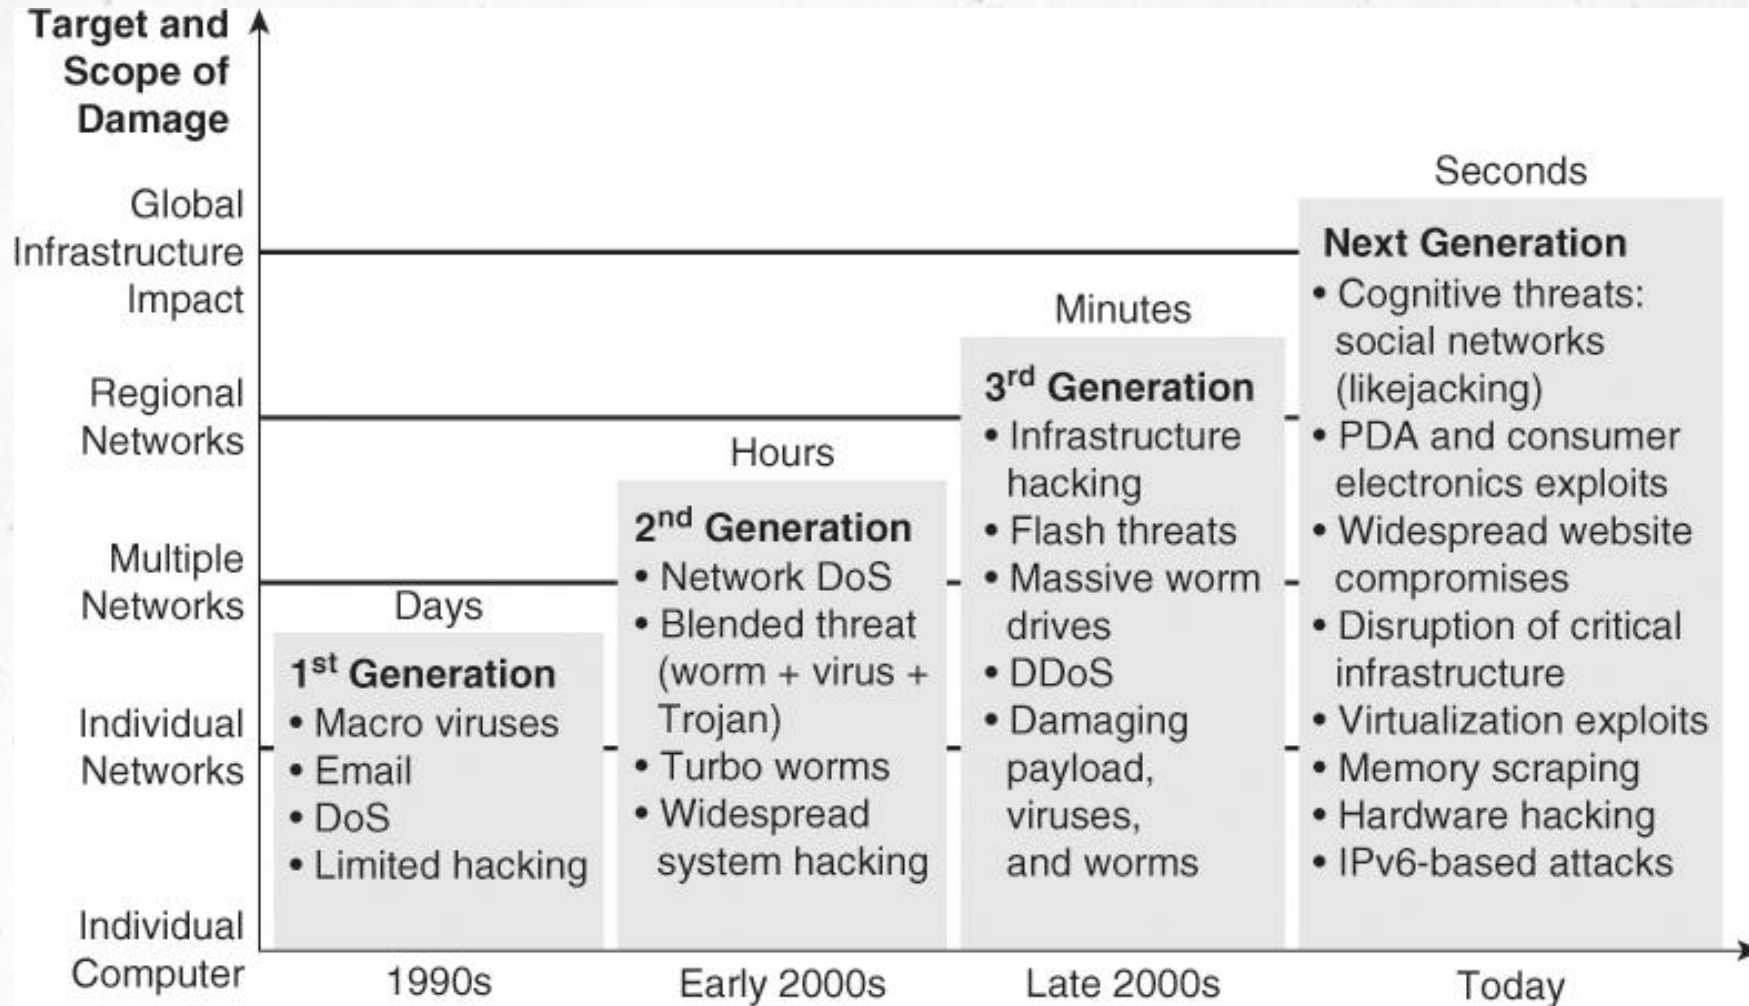 Target and
Scope of
Damage
Global
Infrastructure
Impact
Regional
Networks
Multiple
Networks
Individual
Networks
Individual
Computer
Days
1st Generation
• Macro viruses
• Email
• DoS
• Limited hacking
1990s
Hours
2nd Generation
• Network DoS
• Blended threat
(worm + virus +
Trojan)
• Turbo worms
• Widespread
system hacking
Early 2000s
Minutes
3rd Generation
• Infrastructure
hacking
• Flash threats
• Massive worm
drives
• DDoS
• Damaging
payload,
viruses,
and worms
Late 2000s
Seconds
Next Generation
• Cognitive threats:
social networks
(likejacking)
• PDA and consumer
electronics exploits
• Widespread website
compromises
• Disruption of critical
infrastructure
• Virtualization exploits
• Memory scraping
• Hardware hacking
• IPv6-based attacks
Today